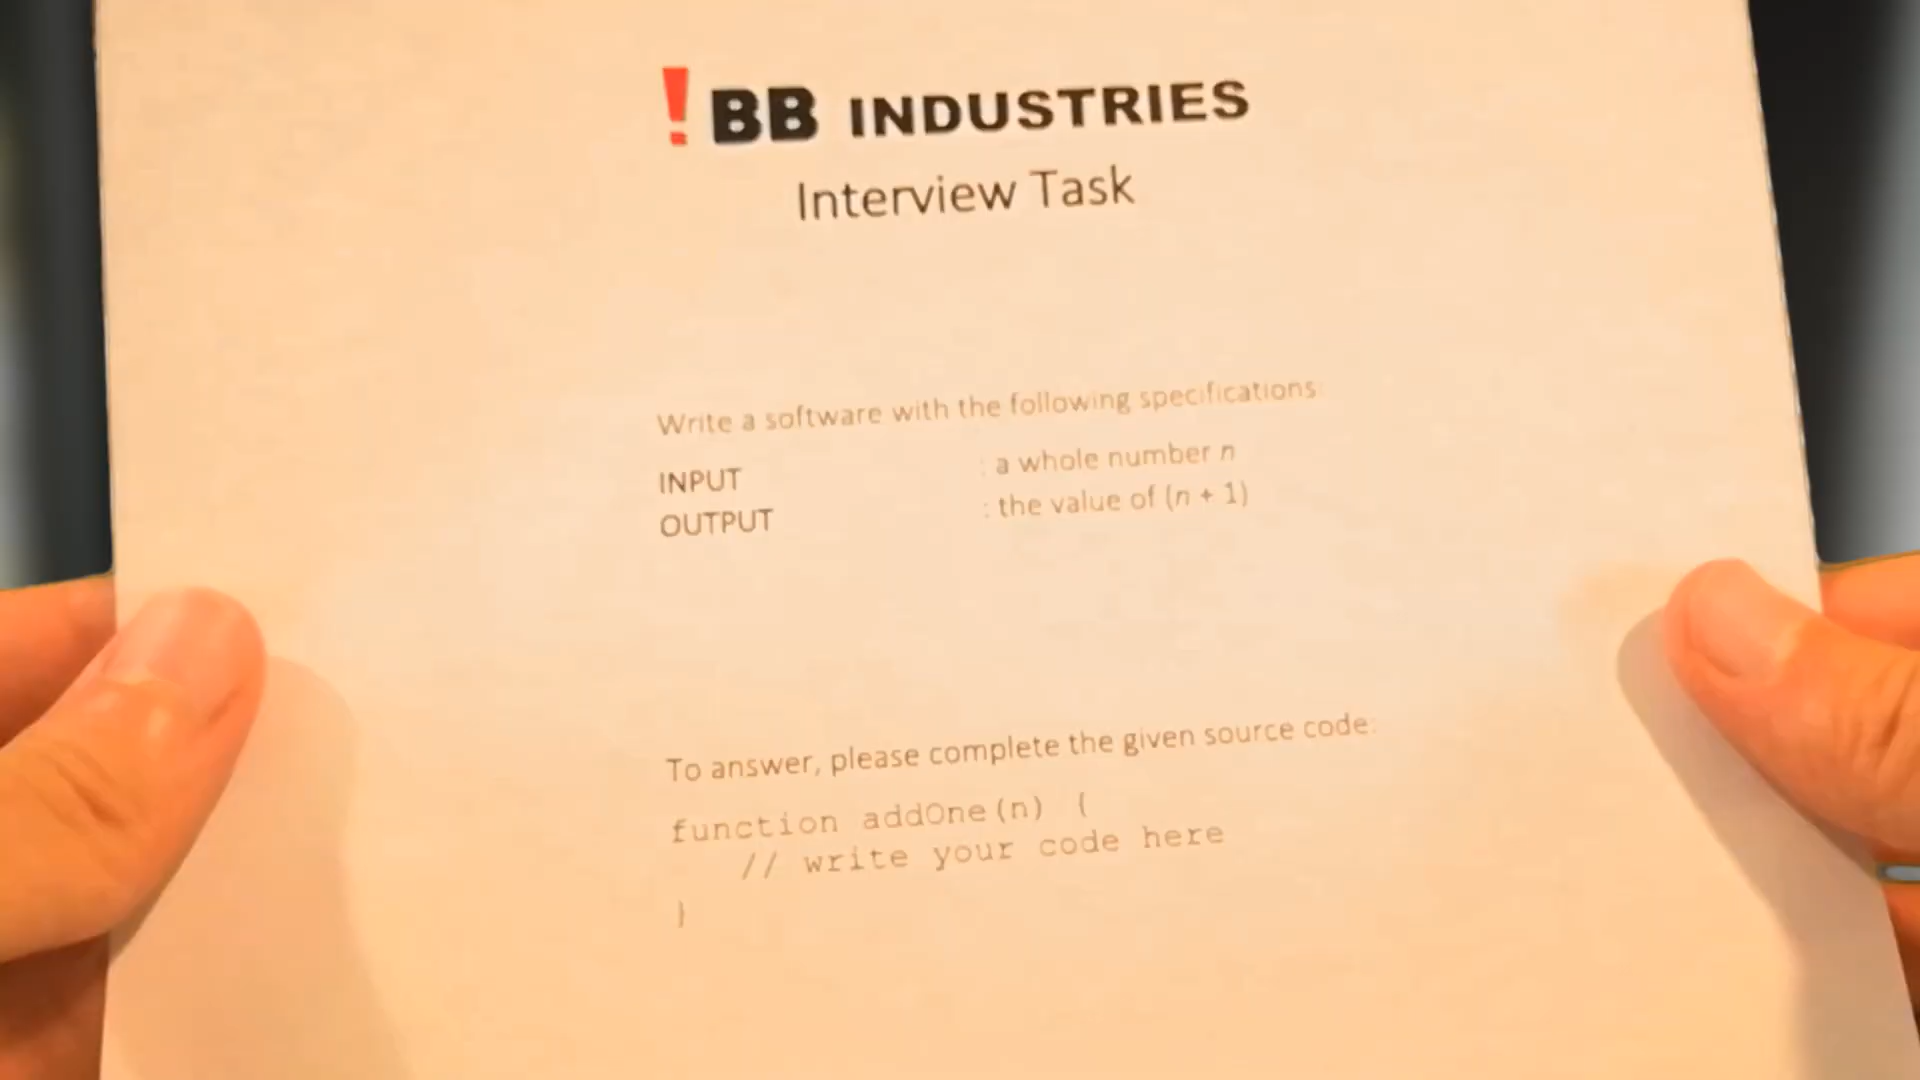 !BB INDUSTRIES
Interview Task
Write a software with the following specifications:
INPUT : a whole number n
OUTPUT : the value of (n + 1)
To answer, please complete the given source code:
function addOne(n) {
// write your code here
}